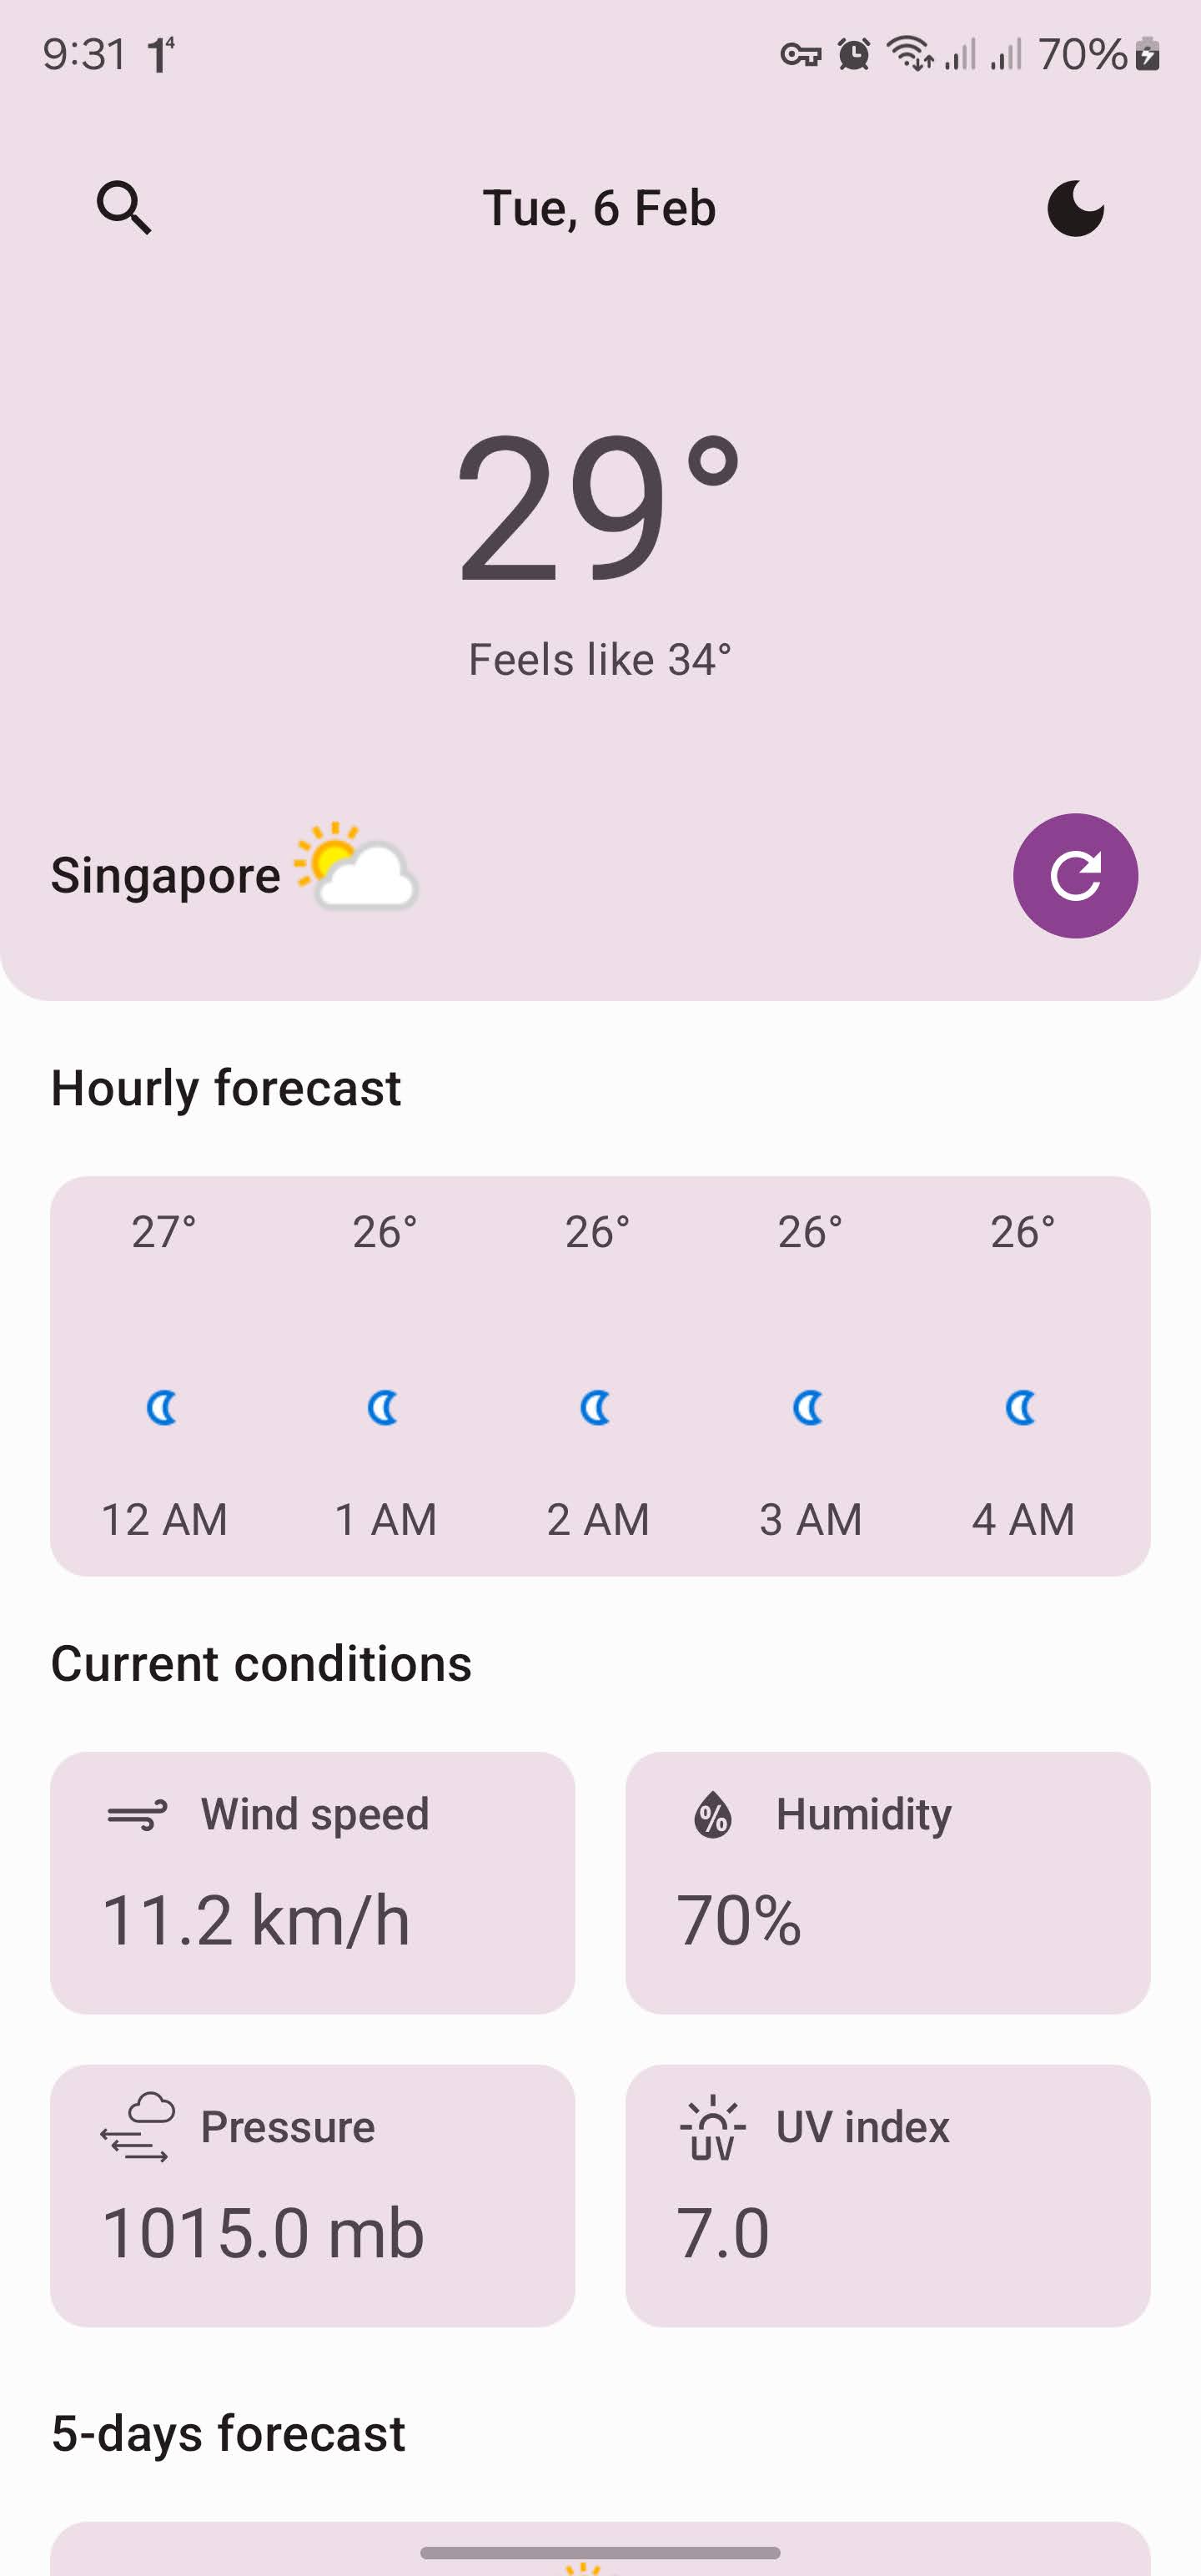 9:31 1⁴ 70%
Tue, 6 Feb
29°
Feels like 34°
Singapore
Hourly forecast
27° 26° 26° 26° 26°
12 AM 1 AM 2 AM 3 AM 4 AM
Current conditions
Wind speed
11.2 km/h
% Humidity
70%
Pressure
1015.0 mb
UV UV index
7.0
5-days forecast